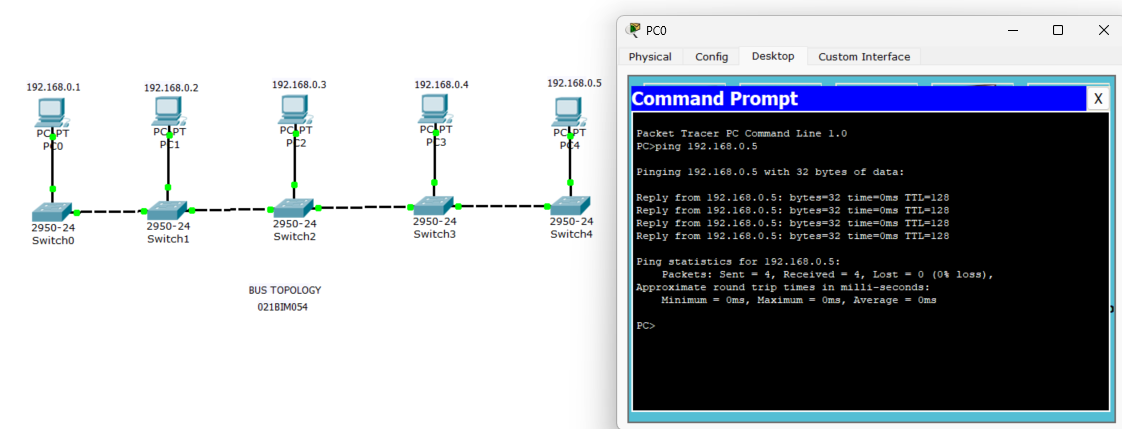 192.168.0.1
192.168.0.2
192.168.0.3
192.168.0.4
192.168.0.5
PC-PT
PC0
PC-PT
PC1
PC-PT
PC2
PC-PT
PC3
PC-PT
PC4
2950-24
Switch0
2950-24
Switch1
2950-24
Switch2
2950-24
Switch3
2950-24
Switch4
BUS TOPOLOGY
021BIM054
PC0
Physical Config Desktop Custom Interface
Command Prompt X
Packet Tracer PC Command Line 1.0
PC>ping 192.168.0.5
Pinging 192.168.0.5 with 32 bytes of data:
Reply from 192.168.0.5: bytes=32 time=0ms TTL=128
Reply from 192.168.0.5: bytes=32 time=0ms TTL=128
Reply from 192.168.0.5: bytes=32 time=0ms TTL=128
Reply from 192.168.0.5: bytes=32 time=0ms TTL=128
Ping statistics for 192.168.0.5:
Packets: Sent = 4, Received = 4, Lost = 0 (0% loss),
Approximate round trip times in milli-seconds:
Minimum = 0ms, Maximum = 0ms, Average = 0ms
PC>